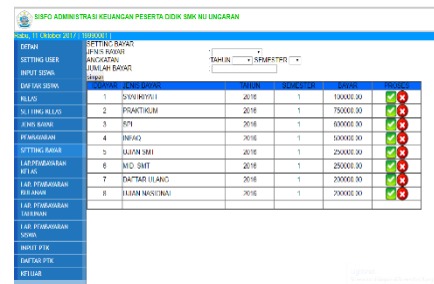 SISFO ADMINISTRASI KEUANGAN PESERTA DIDIK SMK NU UNGARAN
Rabu, 11 Oktober 2017 | 19990001 |
DEPAN
SETTING USER
INPUT SISWA
DAFTAR SISWA
KELAS
SETTING KELAS
JENIS BAYAR
PEMBAYARAN
SETTING BAYAR
LAP.PEMBAYARAN KELAS
LAP. PEMBAYARAN BULANAN
LAP. PEMBAYARAN TAHUNAN
LAP. PEMBAYARAN SISWA
INPUT PTK
DAFTAR PTK
KELUAR
SETTING BAYAR
JENIS BAYAR :
ANGKATAN :TAHUN SEMESTER
JUMLAH BAYAR :
simpan
JENIS BAYAR TAHUN SEMESTER BAYAR PROSES
1 SYAHRIYAH 2016 1 100000.00
2 PRAKTIKUM 2016 1 750000.00
3 SPI 2016 1 600000.00
4 INFAQ 2016 1 600000.00
5 UJIAN SMT 2016 1 250000.00
6 MID. SMT 2016 1 250000.00
7 DAFTAR ULANG 2016 1 200000.00
8 UJIAN NASIONAL 2016 1 200000.00